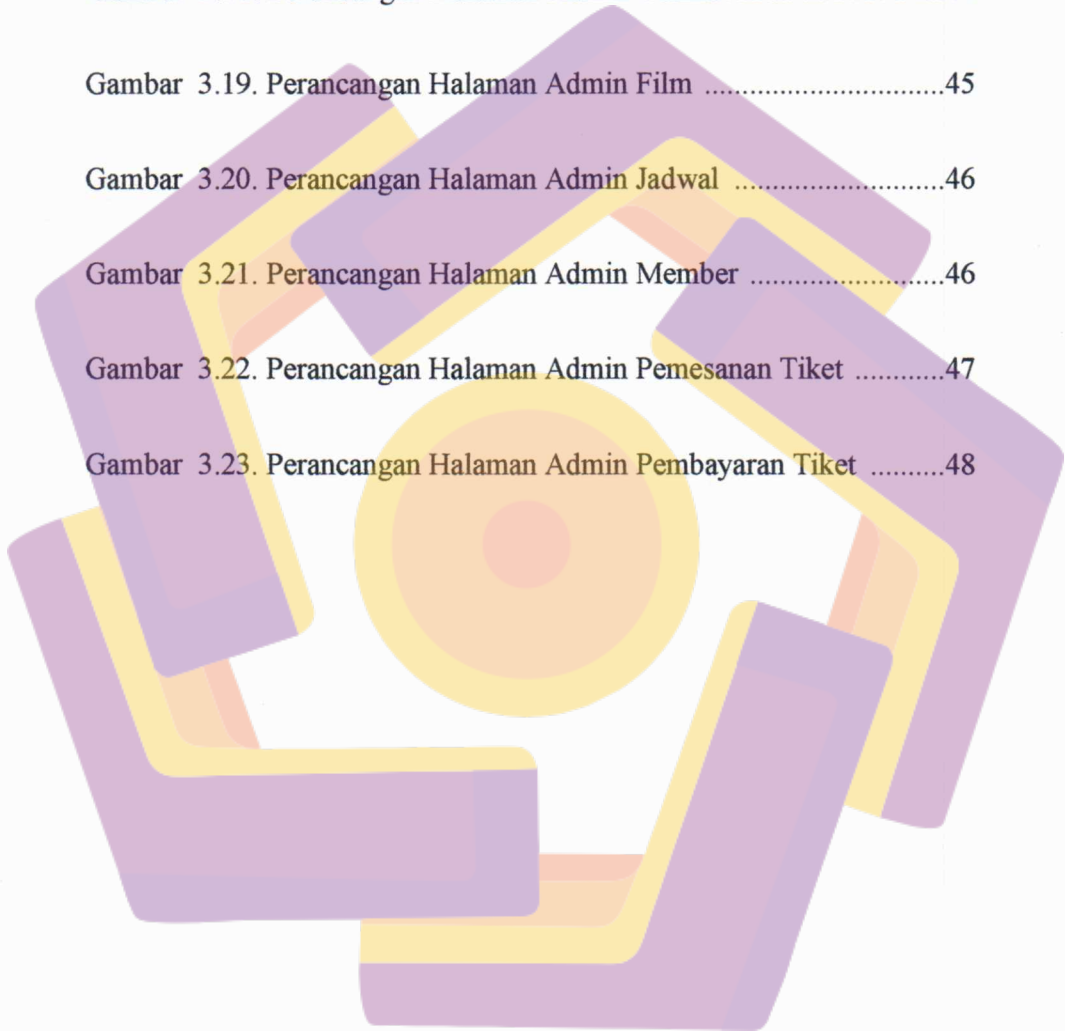 Gambar 3.19. Perancangan Halaman Admin Film ............................45
Gambar 3.20. Perancangan Halaman Admin Jadwal .........................46
Gambar 3.21. Perancangan Halaman Admin Member .......................46
Gambar 3.22. Perancangan Halaman Admin Pemesanan Tiket ............47
Gambar 3.23. Perancangan Halaman Admin Pembayaran Tiket ..........48